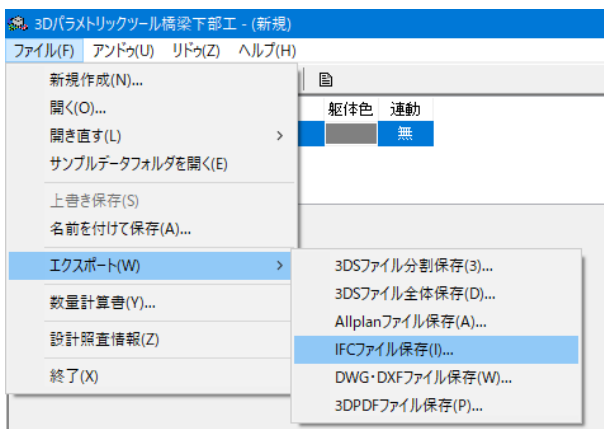 3Dパラメトリックツール橋梁下部工 - (新規)
ファイル(F) アンドゥ(U) リドゥ(Z) ヘルプ(H)
新規作成(N)...
開く(O)...
躯体色 連動
開き直す(L) >
無
サンプルデータフォルダを開く(E)
上書き保存(S)
名前を付けて保存(A)...
エクスポート(W) >
3DSファイル分割保存(3)...
3DSファイル全体保存(D)...
Allplanファイル保存(A)...
IFCファイル保存(I)...
DWG・DXFファイル保存(W)...
3DPDFファイル保存(P)...
数量計算書(Y)...
設計照査情報(Z)
終了(X)